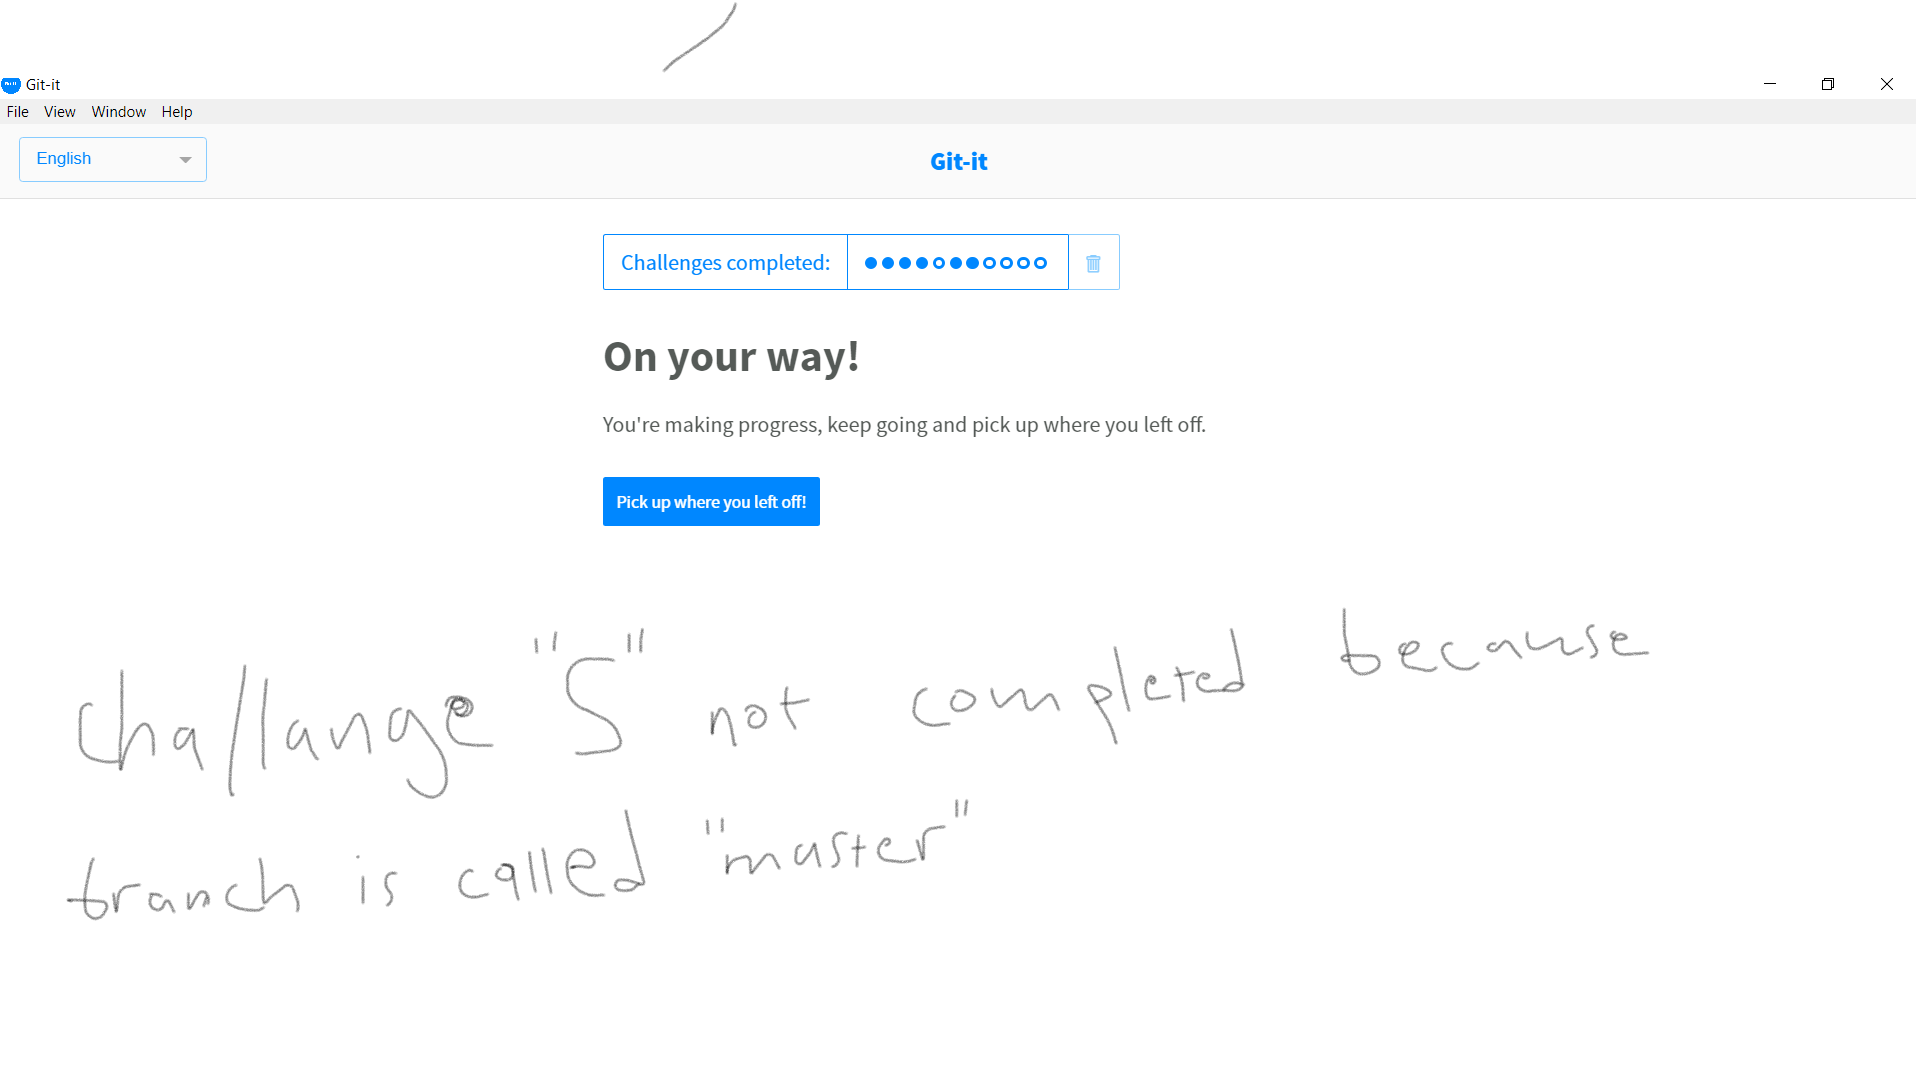 Git-it
File View Window Help
English
Git-it
Challenges completed:
On your way!
You're making progress, keep going and pick up where you left off.
Pick up where you left off!
challange "5" not completed because
branch is called "master"